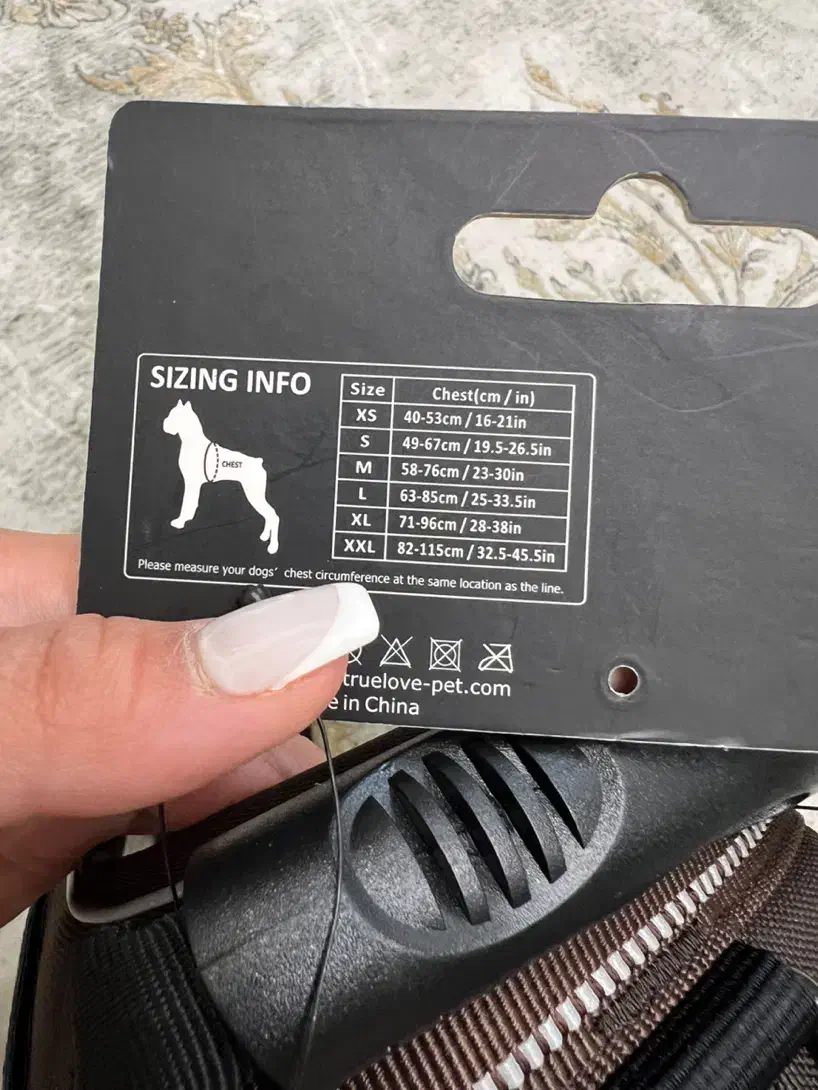 SIZING INFO
CHEST
Size Chest(cm / in)
XS 40-53cm / 16-21in
S 49-67cm / 19.5-26.5in
M 58-76cm / 23-30in
L 63-85cm / 25-33.5in
XL 71-96cm / 28-38in
XXL 82-115cm / 32.5-45.5in
Please measure your dogs' chest circumference at the same location as the line.
truelove-pet.com
in China